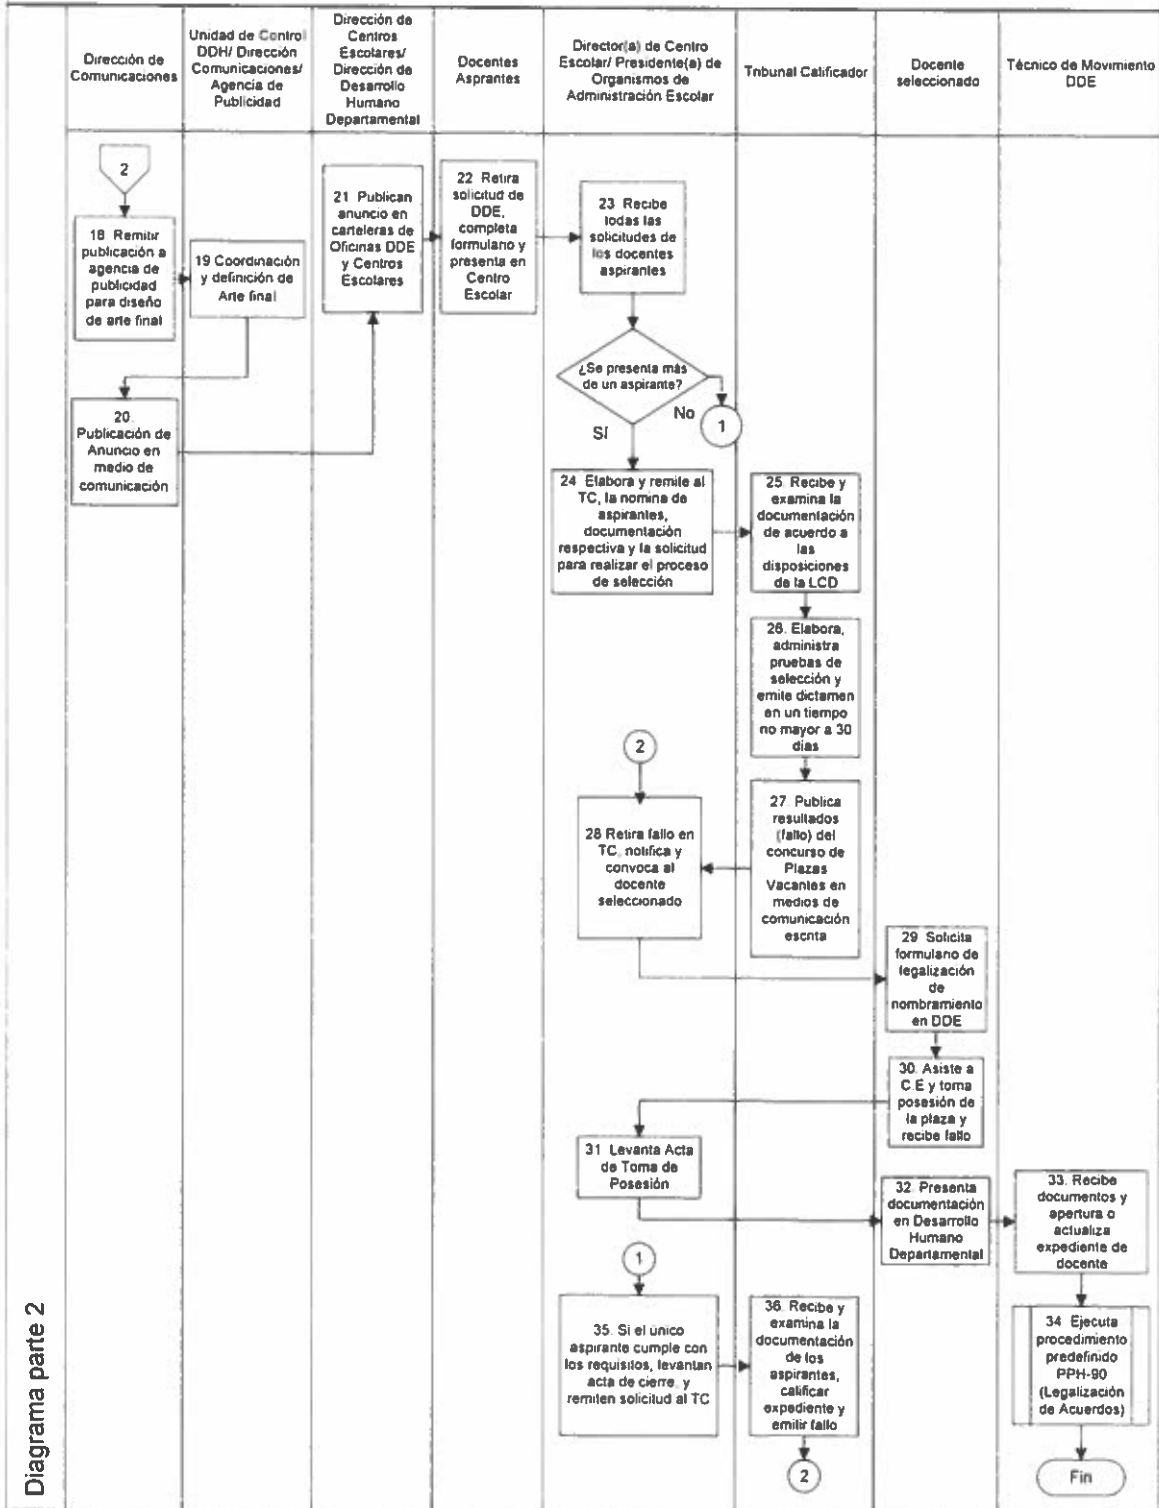 Diagrama parte 2
Dirección de
Comunicaciones
Unidad de Control
DDH/ Dirección
Comunicaciones/
Agencia de
Publicidad
Dirección de
Centros
Escolares/
Dirección de
Desarrollo
Humano
Departamental
Docentes
Asprantes
Director(a) de Centro
Escolar/ Presidente(a) de
Organismos de
Administración Escolar
Tribunal Calificador
Docente
seleccionado
Técnico de Movimiento
DDE
2
18. Remitir
publicación a
agencia de
publicidad
para diseño
de arte final
19 Coordinación
y definición de
Arte final
20.
Publicación de
Anuncio en
medio de
comunicación
21 Publican
anuncio en
carteleras de
Oficinas DDE
y Centros
Escolares
22 Retira
solicitud de
DDE,
completa
formulario y
presenta en
Centro
Escolar
23 Recibe
todas las
solicitudes de
los docentes
aspirantes
¿Se presenta más
de un aspirante?
No
1
SI
24 Elabora y remite al
TC, la nomina de
aspirantes,
documentación
respectiva y la solicitud
para realizar el proceso
de selección
25. Recibe y
examina la
documentación
de acuerdo a
las
disposiciones
de la LCD
26. Elabora,
administra
pruebas de
selección y
emite dictamen
en un tiempo
no mayor a 30
dias
27 Publica
resultados
(fallo) del
concurso de
Plazas
Vacantes en
medios de
comunicación
escrita
2
28 Retira fallo en
TC, notifica y
convoca al
docente
seleccionado
29 Solicita
formulario de
legalización
de
nombramiento
en DDE
30. Asiste a
C.E y toma
posesión de
la plaza y
recibe fallo
31 Levanta Acta
de Toma de
Posesión
32 Presenta
documentación
en Desarrollo
Humano
Departamental
33. Recibe
documentos y
apertura o
actualiza
expediente de
docente
34 Ejecuta
procedimiento
predefinido
PPH-90
(Legalización
de Acuerdos)
Fin
1
35. Si el único
aspirante cumple con
los requisitos, levantan
acta de cierre, y
remiten solicitud al TC
36. Recibe y
examina la
documentación
de los
aspirantes,
calificar
expediente y
emitir fallo
2